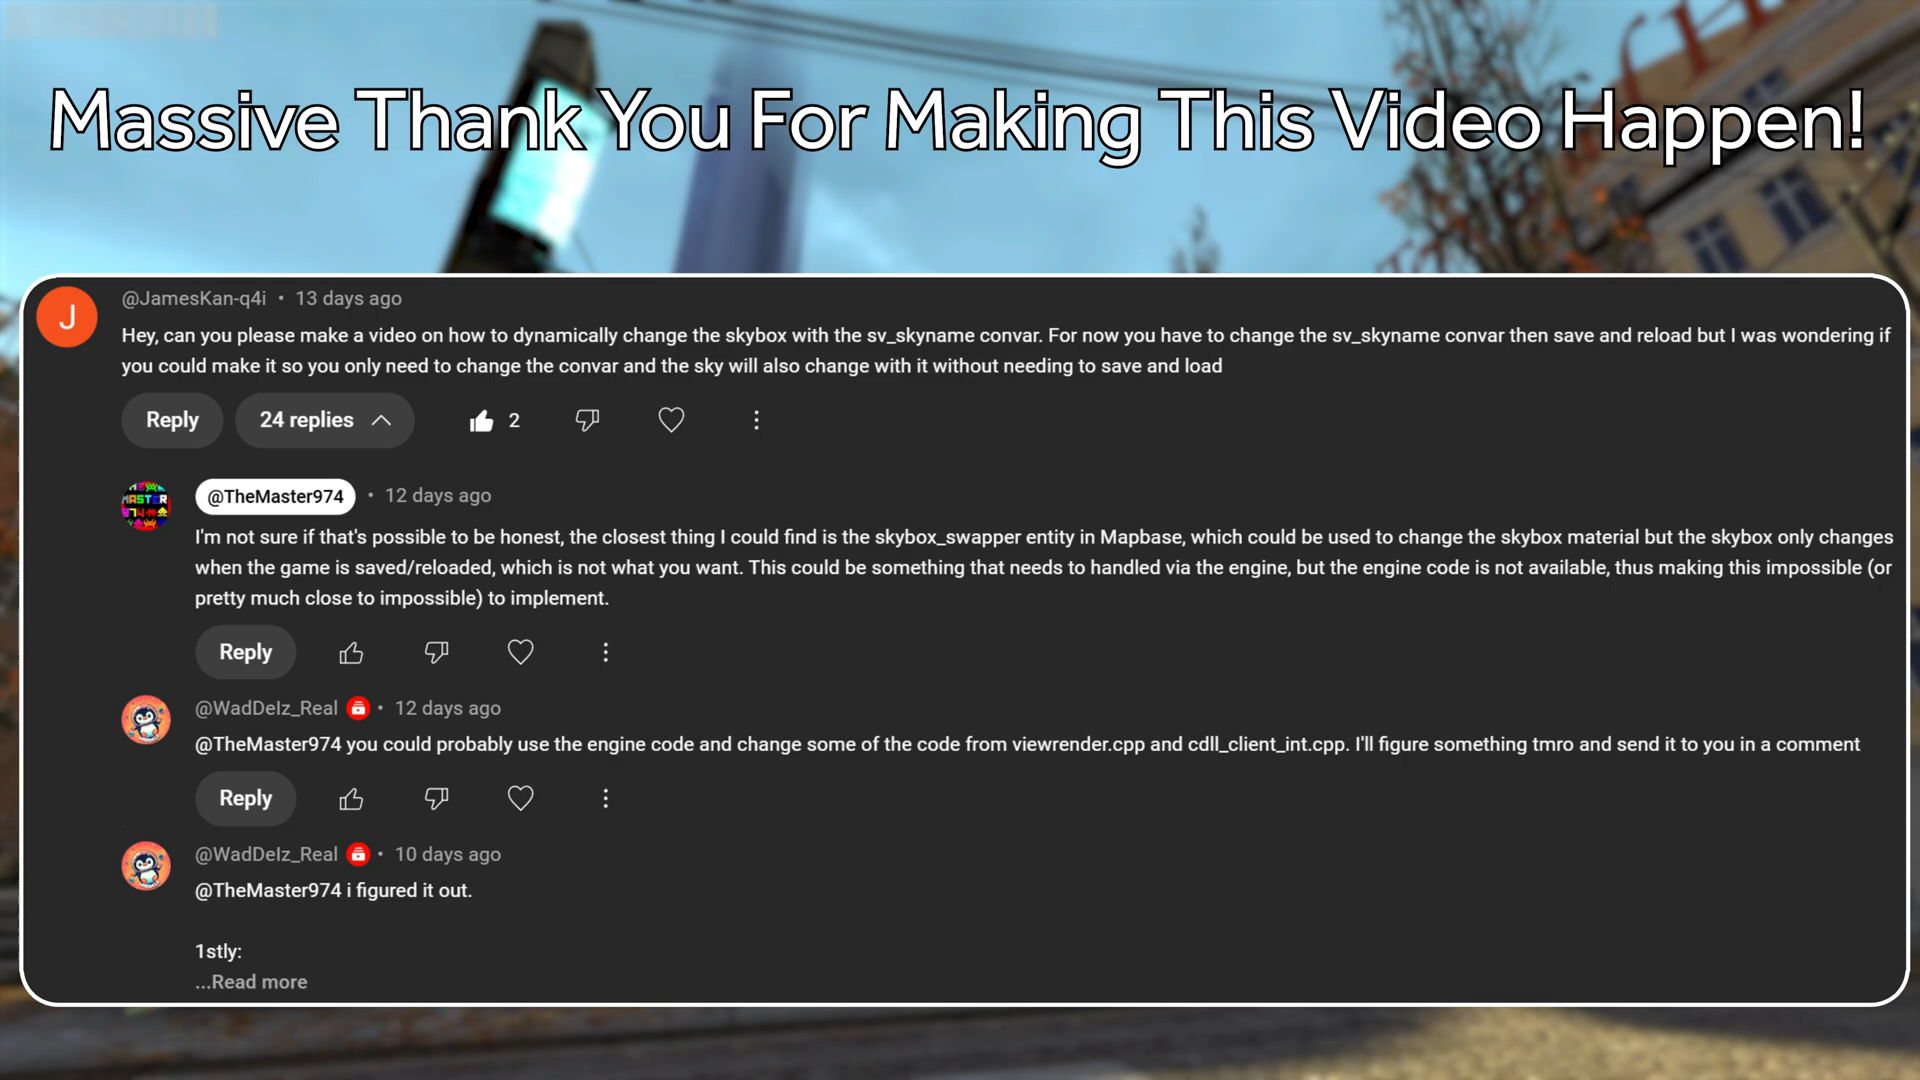 Massive Thank You For Making This Video Happen!
J
@JamesKan-q4i • 13 days ago
Hey, can you please make a video on how to dynamically change the skybox with the sv_skyname convar. For now you have to change the sv_skyname convar then save and reload but I was wondering if
you could make it so you only need to change the convar and the sky will also change with it without needing to save and load
Reply 24 replies 2
MASTER
974
@TheMaster974 • 12 days ago
I'm not sure if that's possible to be honest, the closest thing I could find is the skybox_swapper entity in Mapbase, which could be used to change the skybox material but the skybox only changes
when the game is saved/reloaded, which is not what you want. This could be something that needs to handled via the engine, but the engine code is not available, thus making this impossible (or
pretty much close to impossible) to implement.
Reply
@WadDelz_Real • 12 days ago
@TheMaster974 you could probably use the engine code and change some of the code from viewrender.cpp and cdll_client_int.cpp. I'll figure something tmro and send it to you in a comment
Reply
@WadDelz_Real • 10 days ago
@TheMaster974 i figured it out.
1stly:
...Read more